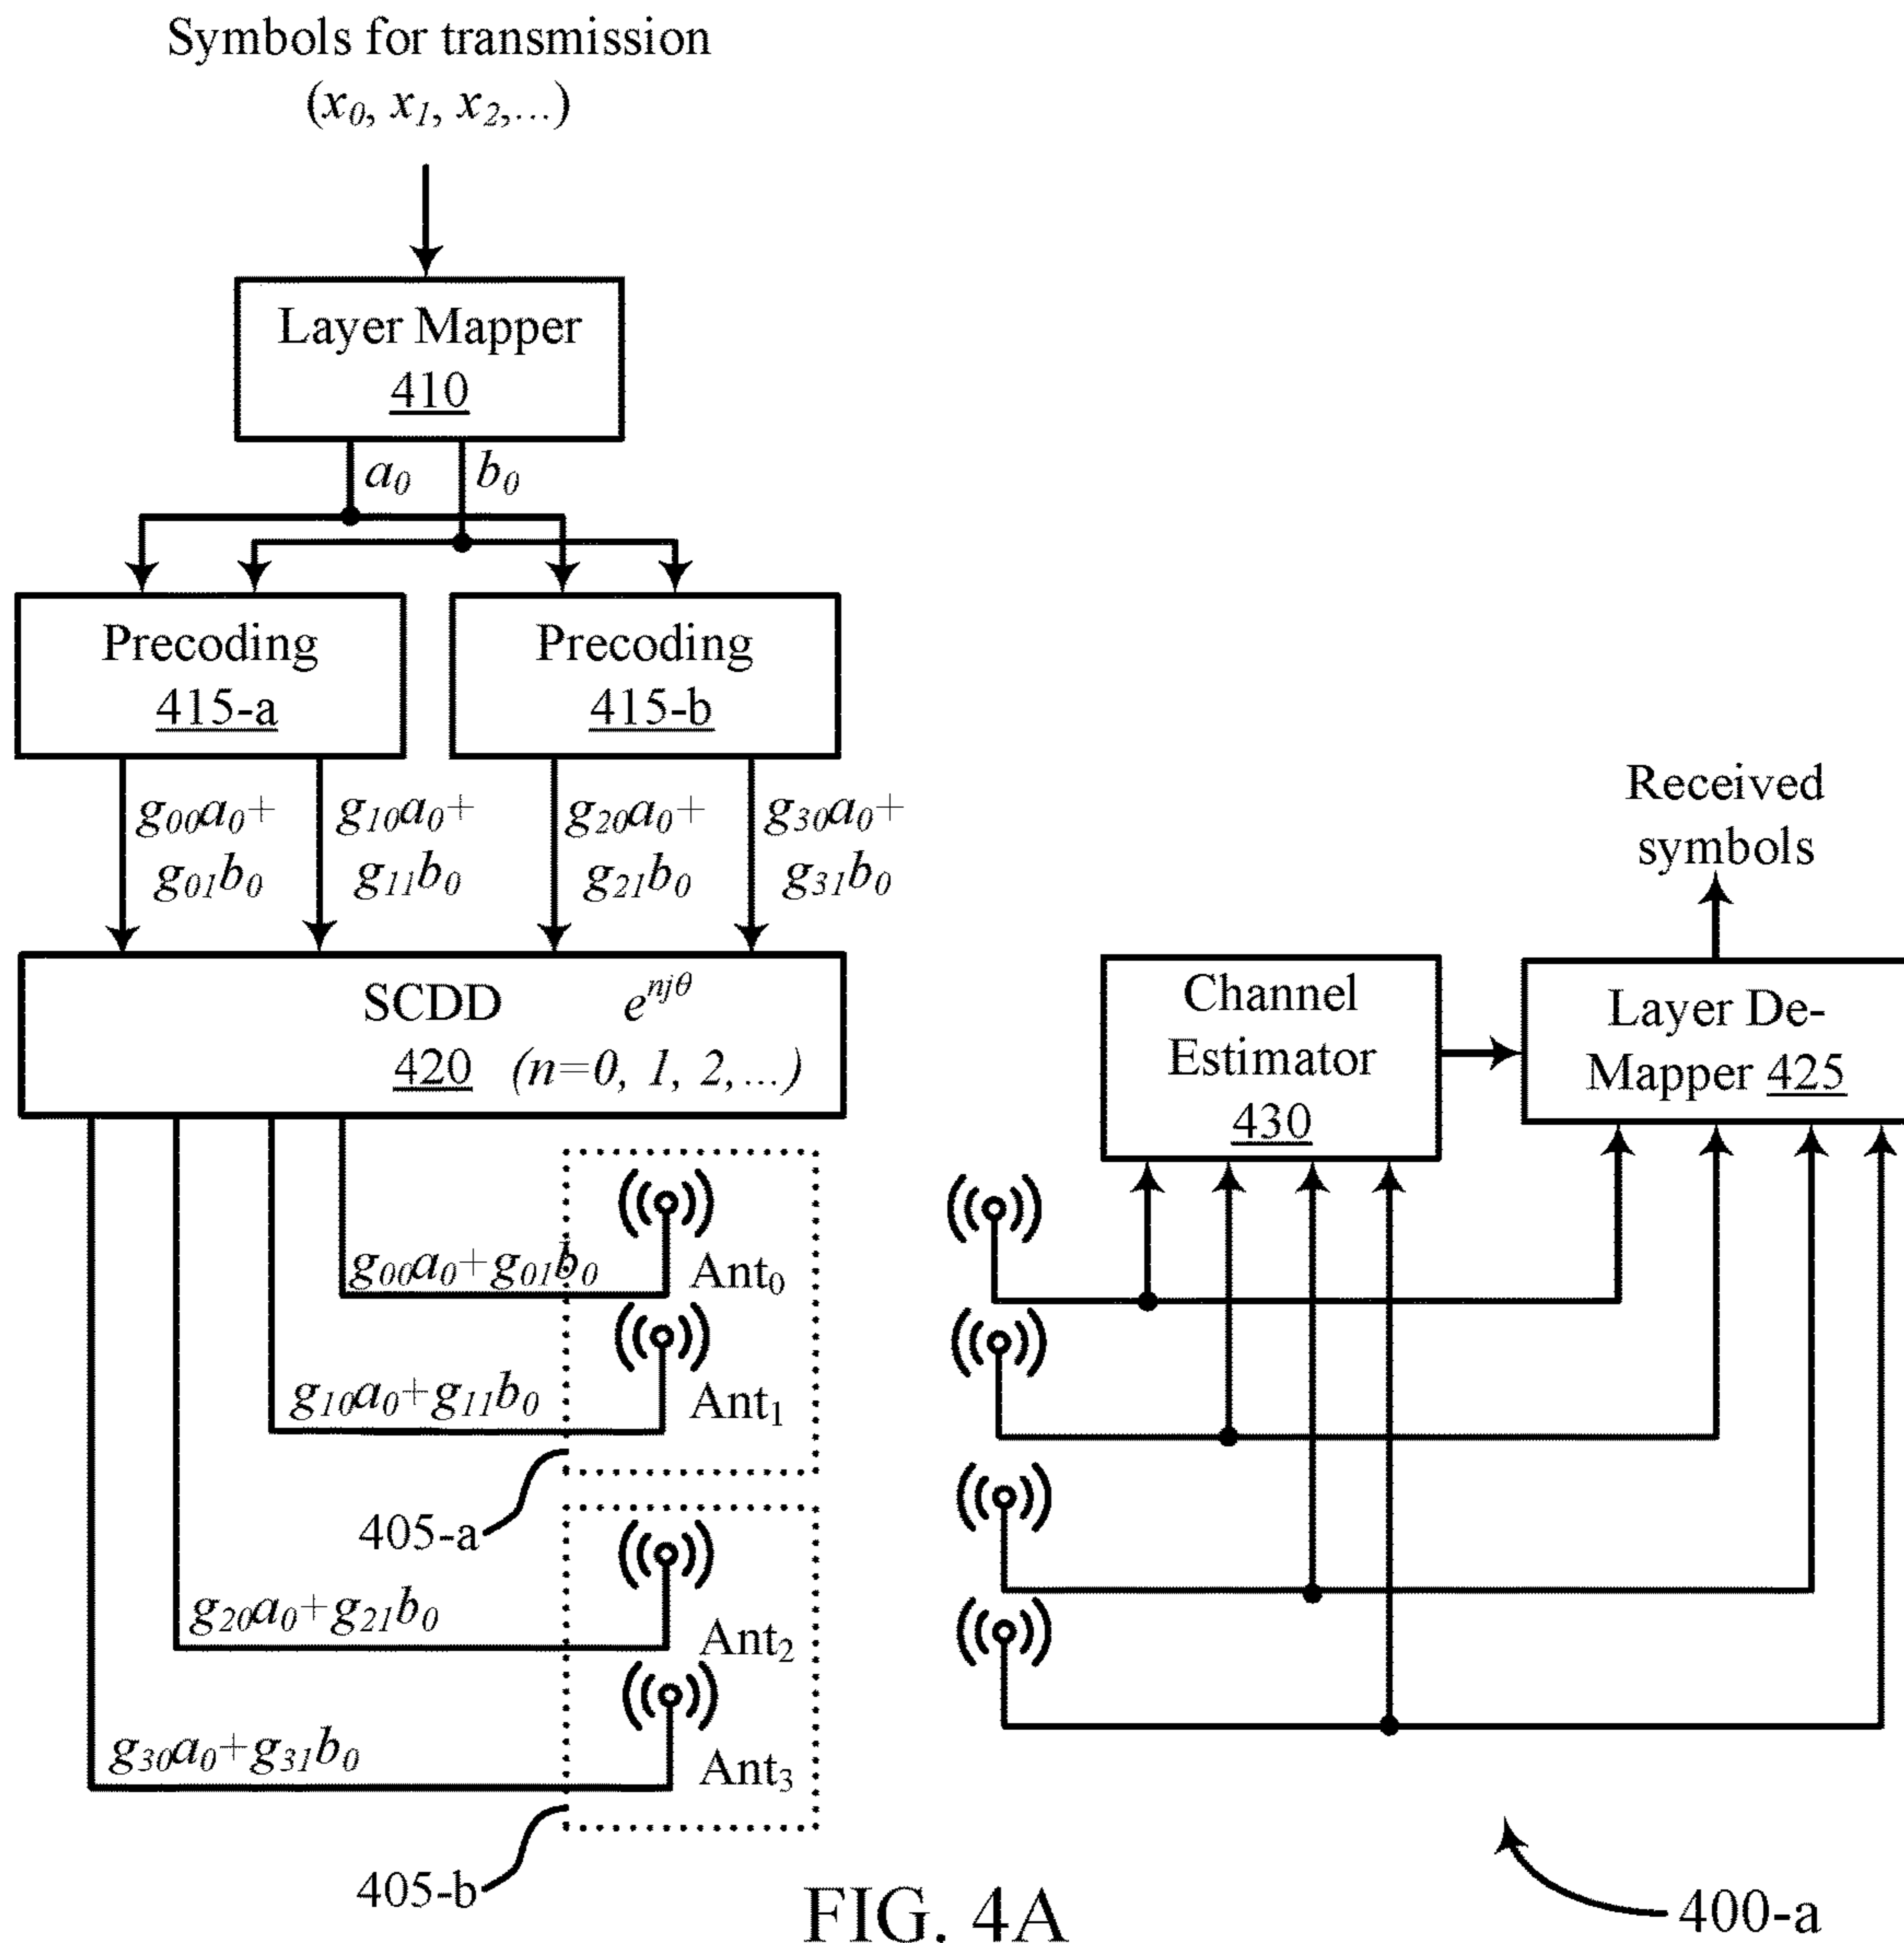 Symbols for transmission
(x₀, x₁, x₂,...)
Layer Mapper
410
a₀ b₀
Precoding
415-a
Precoding
415-b
g₀₀a₀+
g₀₁b₀
g₁₀a₀+
g₁₁b₀
g₂₀a₀+
g₂₁b₀
g₃₀a₀+
g₃₁b₀
SCDD e^{njθ}
420 (n=0, 1, 2,...)
g₀₀a₀+g₀₁b₀
Ant₀
g₁₀a₀+g₁₁b₀
Ant₁
405-a
g₂₀a₀+g₂₁b₀
Ant₂
g₃₀a₀+g₃₁b₀
Ant₃
405-b
Received
symbols
Channel
Estimator
430
Layer De-
Mapper 425
FIG. 4A
400-a